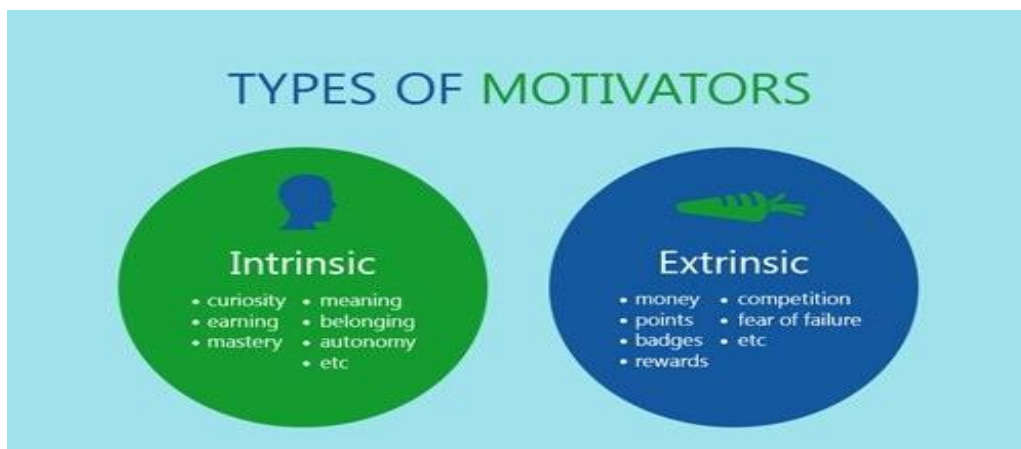 TYPES OF MOTIVATORS
Intrinsic
• curiosity
• earning
• mastery
• meaning
• belonging
• autonomy
• etc
Extrinsic
• money
• points
• badges
• rewards
• competition
• fear of failure
• etc